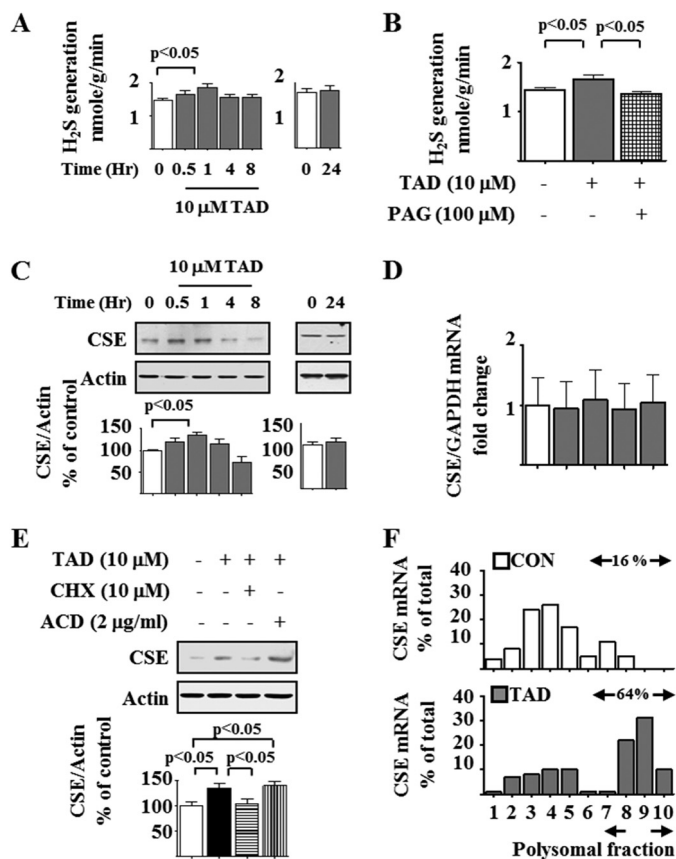 A
H₂S generation
nmole/g/min
p<0.05
2
1
2
1
Time (Hr) 0 0.5 1 4 8 0 24
10 µM TAD
B
H₂S generation
nmole/g/min
p<0.05 p<0.05
2
1
TAD (10 µM) - + +
PAG (100 µM) - - +
C
10 µM TAD
Time (Hr) 0 0.5 1 4 8 0 24
CSE
Actin
CSE/Actin
% of control
p<0.05
150
100
50
150
100
50
D
CSE/GAPDH mRNA
fold change
2
1
E
TAD (10 µM) - + + +
CHX (10 µM) - - + -
ACD (2 µg/ml) - - - +
CSE
Actin
CSE/Actin
% of control
p<0.05
p<0.05 p<0.05
150
100
50
F
CSE mRNA
% of total
40
30
20
10
CON
16 %
CSE mRNA
% of total
40
30
20
10
TAD
64%
1 2 3 4 5 6 7 8 9 10
Polysomal fraction